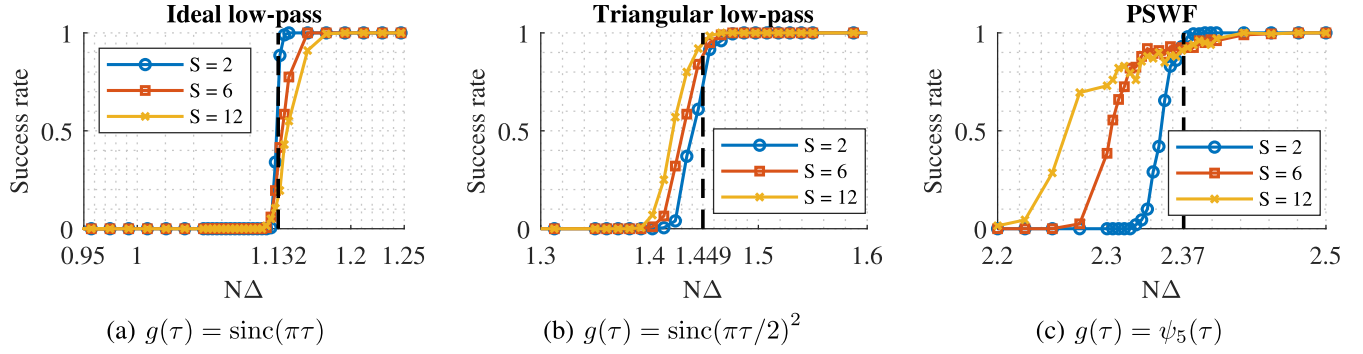 Ideal low-pass
Success rate
1
0.5
0
S = 2
S = 6
S = 12
0.95 1 1.132 1.2 1.25
NΔ
(a) g(τ) = sinc(πτ)
Triangular low-pass
Success rate
1
0.5
0
S = 2
S = 6
S = 12
1.3 1.4 1.449 1.5 1.6
NΔ
(b) g(τ) = sinc(πτ/2)²
PSWF
Success rate
1
0.5
0
S = 2
S = 6
S = 12
2.2 2.3 2.37 2.5
NΔ
(c) g(τ) = ψ₅(τ)